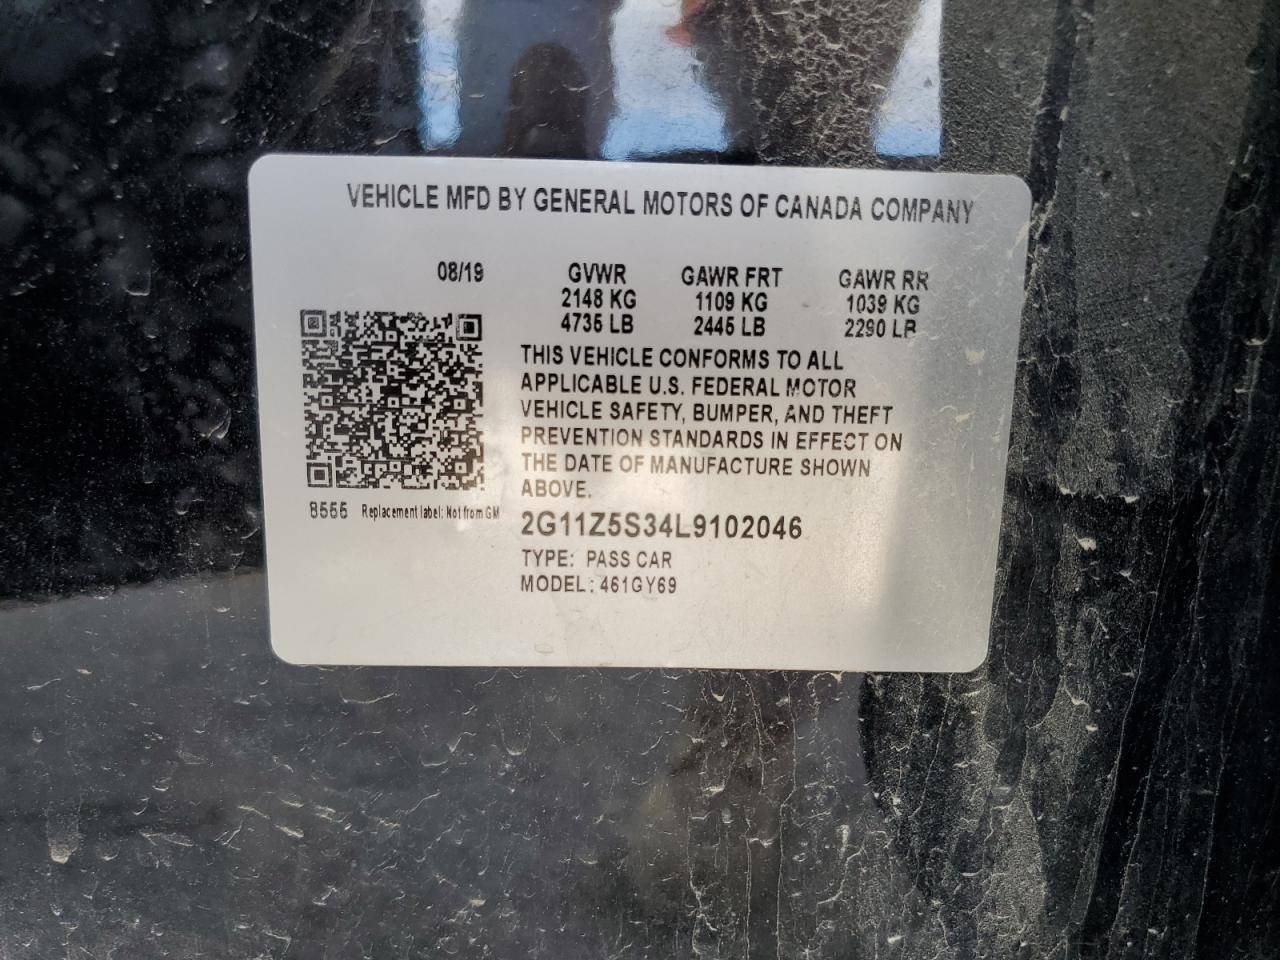 VEHICLE MFD BY GENERAL MOTORS OF CANADA COMPANY
08/19 GVWR GAWR FRT GAWR RR
2148 KG 1109 KG 1039 KG
4735 LB 2445 LB 2290 LB
THIS VEHICLE CONFORMS TO ALL
APPLICABLE U.S. FEDERAL MOTOR
VEHICLE SAFETY, BUMPER, AND THEFT
PREVENTION STANDARDS IN EFFECT ON
THE DATE OF MANUFACTURE SHOWN
ABOVE.
8555 Replacement label: Not from GM
2G11Z5S34L9102046
TYPE: PASS CAR
MODEL: 461GY69